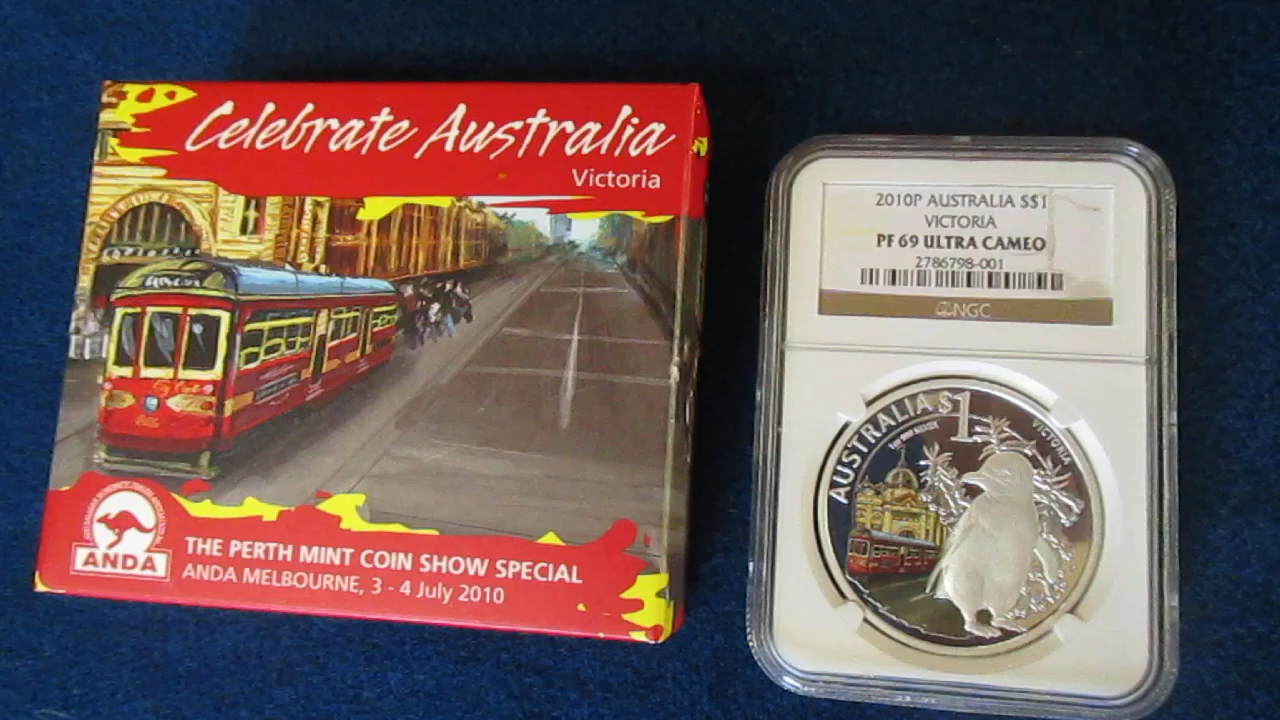 Celebrate Australia
Victoria
ANDA
THE PERTH MINT COIN SHOW SPECIAL
ANDA MELBOURNE, 3 - 4 July 2010
2010P AUSTRALIA S$1
VICTORIA
PF 69 ULTRA CAMEO
2786798-001
NGC
AUSTRALIA $1
VICTORIA